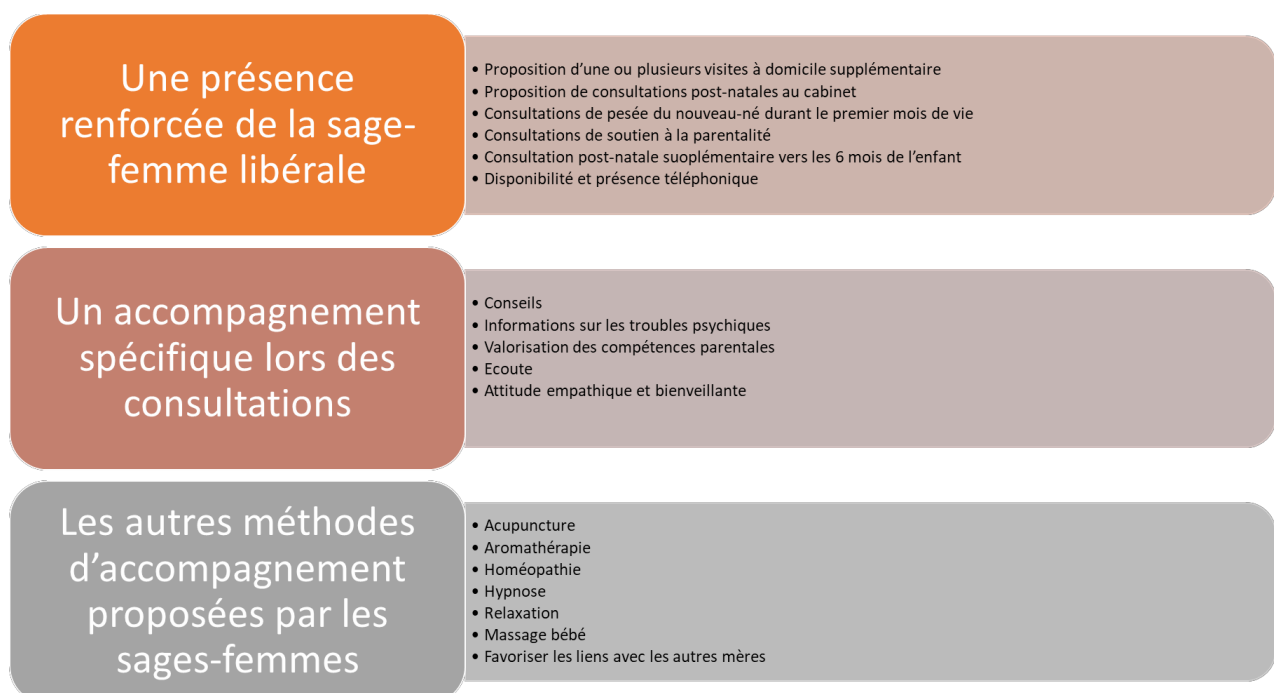 Une présence
renforcée de la sage-
femme libérale
• Proposition d’une ou plusieurs visites à domicile supplémentaire
• Proposition de consultations post-natales au cabinet
• Consultations de pesée du nouveau-né durant le premier mois de vie
• Consultations de soutien à la parentalité
• Consultation post-natale suoplémentaire vers les 6 mois de l’enfant
• Disponibilité et présence téléphonique
Un accompagnement
spécifique lors des
consultations
• Conseils
• Informations sur les troubles psychiques
• Valorisation des compétences parentales
• Ecoute
• Attitude empathique et bienveillante
Les autres méthodes
d’accompagnement
proposées par les
sages-femmes
• Acupuncture
• Aromathérapie
• Homéopathie
• Hypnose
• Relaxation
• Massage bébé
• Favoriser les liens avec les autres mères